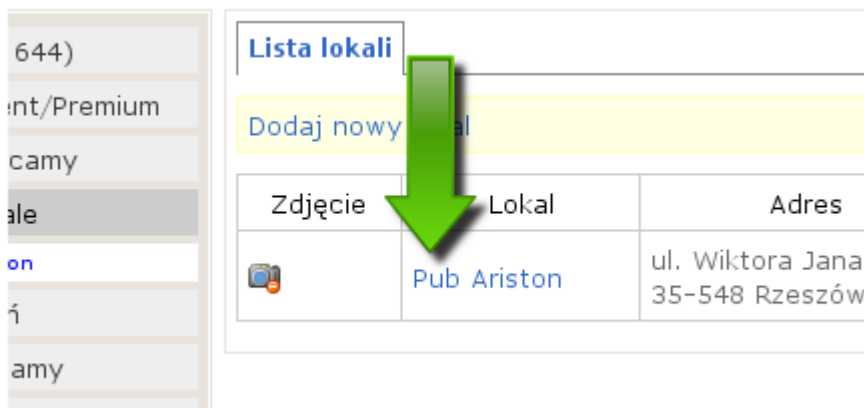 644)
ent/Premium
camy
ale
on
ń
amy
Lista lokali
Dodaj nowy
Zdjęcie Lokal Adres
Pub Ariston
ul. Wiktora Jana
35-548 Rzeszów